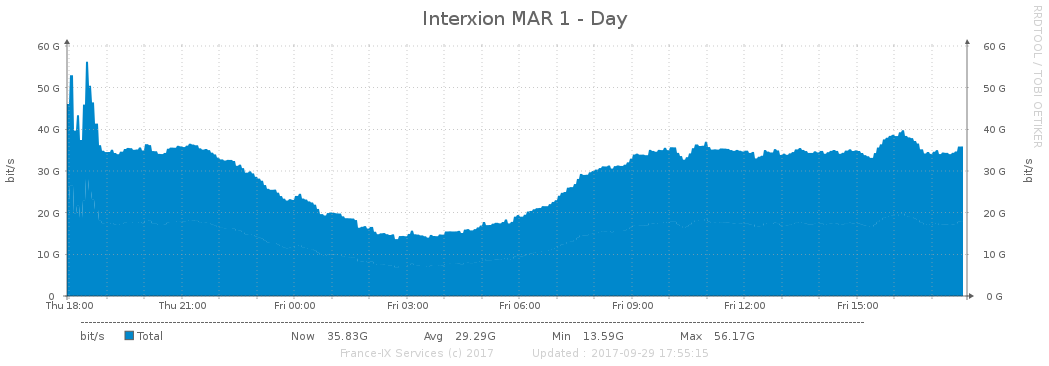 Interxion MAR 1 - Day
RRDTOOL / TOBI OETIKER
60 G 60 G
50 G 50 G
40 G 40 G
30 G 30 G
20 G 20 G
10 G 10 G
0 0 G
bit/s bit/s
Thu 18:00 Thu 21:00 Fri 00:00 Fri 03:00 Fri 06:00 Fri 09:00 Fri 12:00 Fri 15:00
bit/s Total Now 35.83G Avg 29.29G Min 13.59G Max 56.17G
France-IX Services (c) 2017 Updated : 2017-09-29 17:55:15